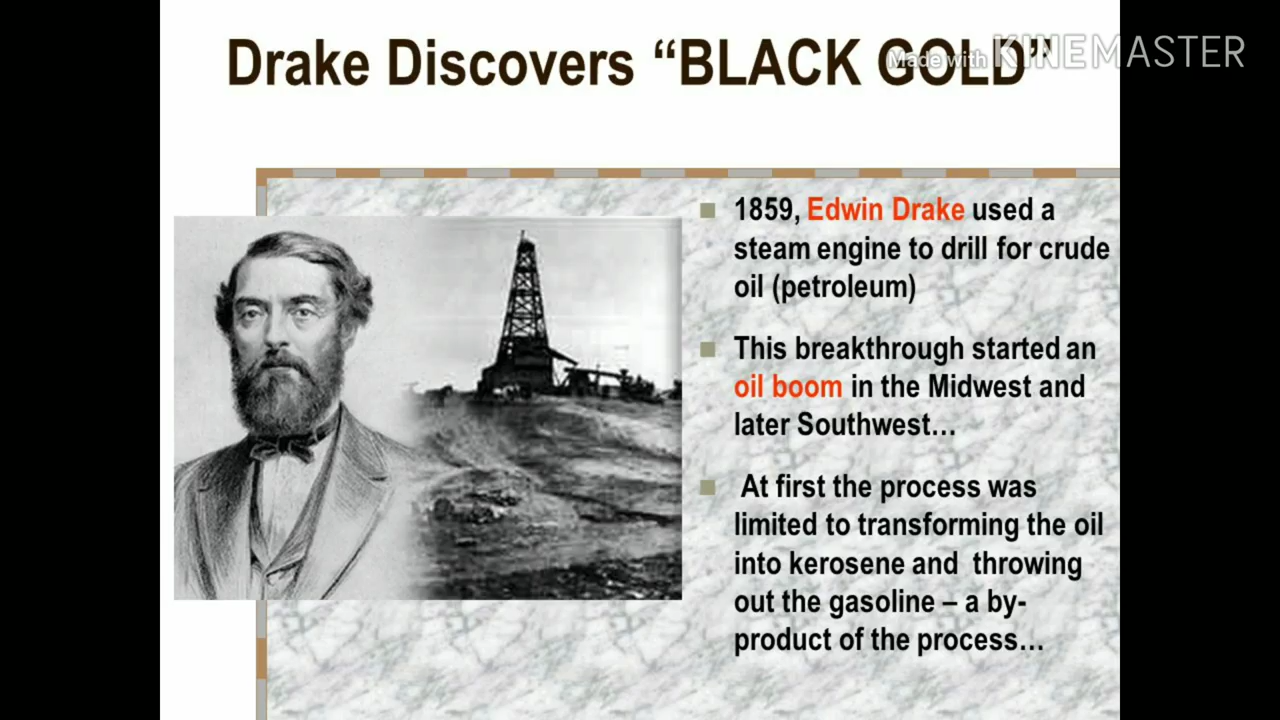 Drake Discovers “BLACK GOLD”
Made with KINEMASTER
1859, Edwin Drake used a
steam engine to drill for crude
oil (petroleum)
This breakthrough started an
oil boom in the Midwest and
later Southwest…
At first the process was
limited to transforming the oil
into kerosene and throwing
out the gasoline – a by-
product of the process…